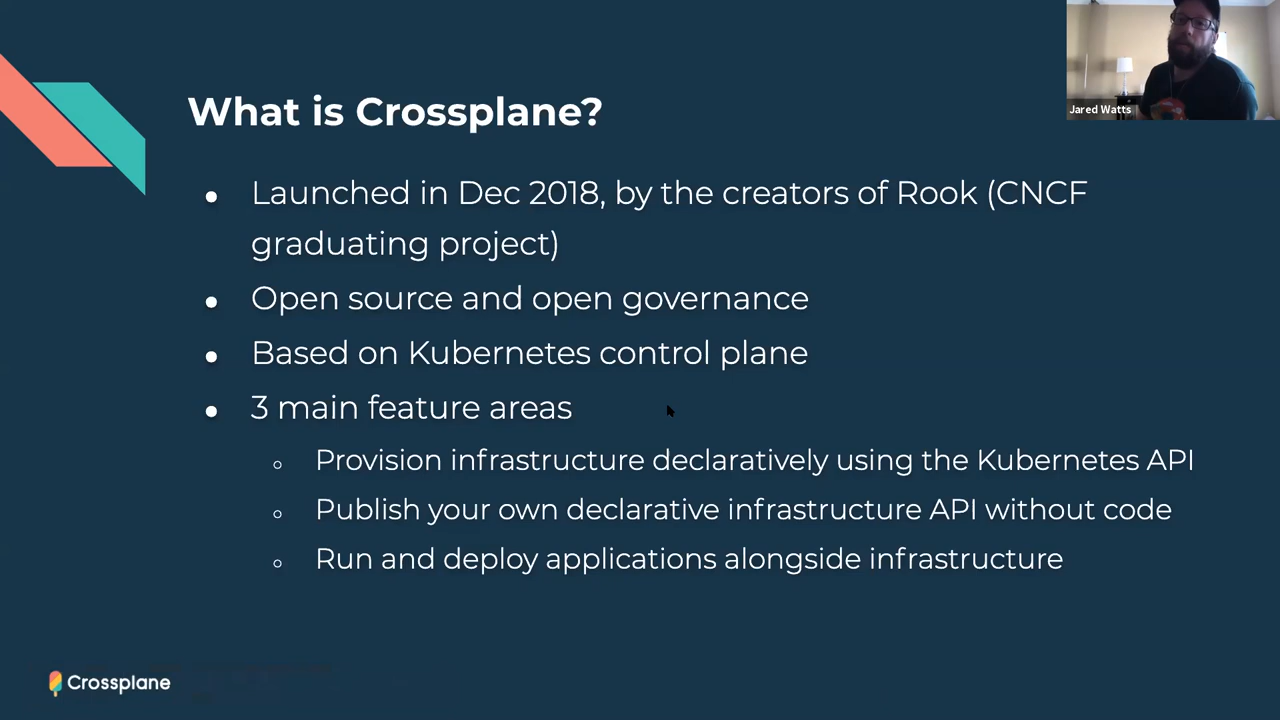 What is Crossplane?
Jared Watts
● Launched in Dec 2018, by the creators of Rook (CNCF
graduating project)
● Open source and open governance
● Based on Kubernetes control plane
● 3 main feature areas
○ Provision infrastructure declaratively using the Kubernetes API
○ Publish your own declarative infrastructure API without code
○ Run and deploy applications alongside infrastructure
Crossplane